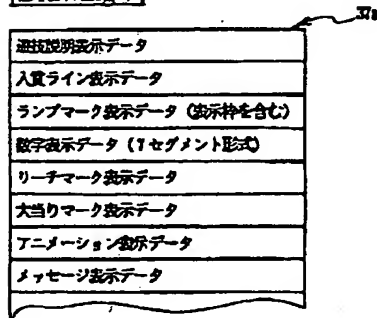 37a
遊技説明表示データ
入賞ライン表示データ
ランプマーク表示データ (表示枠を含む)
数字表示データ (7セグメント形式)
リーチマーク表示データ
大当りマーク表示データ
アニメーション表示データ
メッセージ表示データ